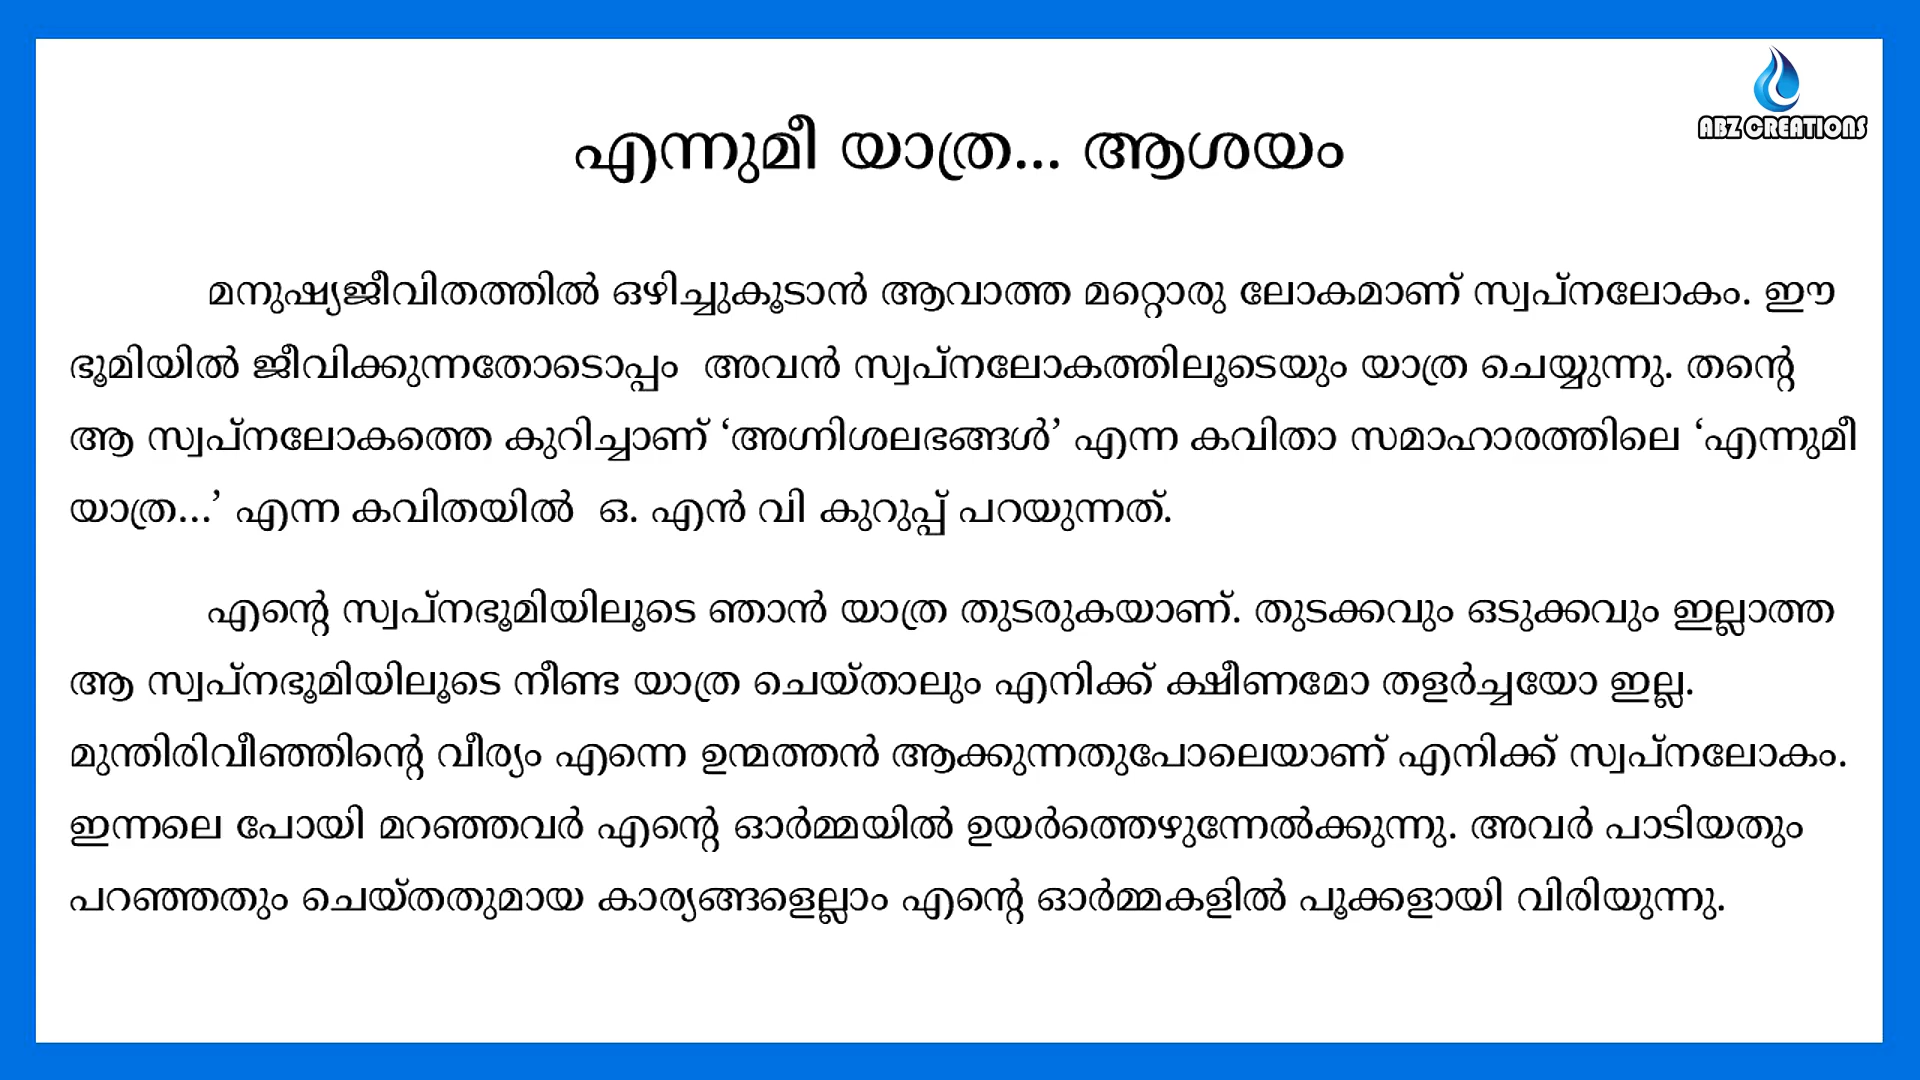 ABZ CREATIONS
എന്നുമീ യാത്ര... ആശയം
മനുഷ്യജീവിതത്തിൽ ഒഴിച്ചുകൂടാൻ ആവാത്ത മറ്റൊരു ലോകമാണ് സ്വപ്നലോകം. ഈ
ഭൂമിയിൽ ജീവിക്കുന്നതോടൊപ്പം അവൻ സ്വപ്നലോകത്തിലൂടെയും യാത്ര ചെയ്യുന്നു. തന്റെ
ആ സ്വപ്നലോകത്തെ കുറിച്ചാണ് ‘അഗ്നിശലഭങ്ങൾ’ എന്ന കവിതാ സമാഹാരത്തിലെ ‘എന്നുമീ
യാത്ര...’ എന്ന കവിതയിൽ ഒ. എൻ വി കുറുപ്പ് പറയുന്നത്.
എന്റെ സ്വപ്നഭൂമിയിലൂടെ ഞാൻ യാത്ര തുടരുകയാണ്. തുടക്കവും ഒടുക്കവും ഇല്ലാത്ത
ആ സ്വപ്നഭൂമിയിലൂടെ നീണ്ട യാത്ര ചെയ്താലും എനിക്ക് ക്ഷീണമോ തളർച്ചയോ ഇല്ല.
മുന്തിരിവീഞ്ഞിന്റെ വീര്യം എന്നെ ഉന്മത്തൻ ആക്കുന്നതുപോലെയാണ് എനിക്ക് സ്വപ്നലോകം.
ഇന്നലെ പോയി മറഞ്ഞവർ എന്റെ ഓർമ്മയിൽ ഉയർത്തെഴുന്നേൽക്കുന്നു. അവർ പാടിയതും
പറഞ്ഞതും ചെയ്തതുമായ കാര്യങ്ങളെല്ലാം എന്റെ ഓർമ്മകളിൽ പൂക്കളായി വിരിയുന്നു.